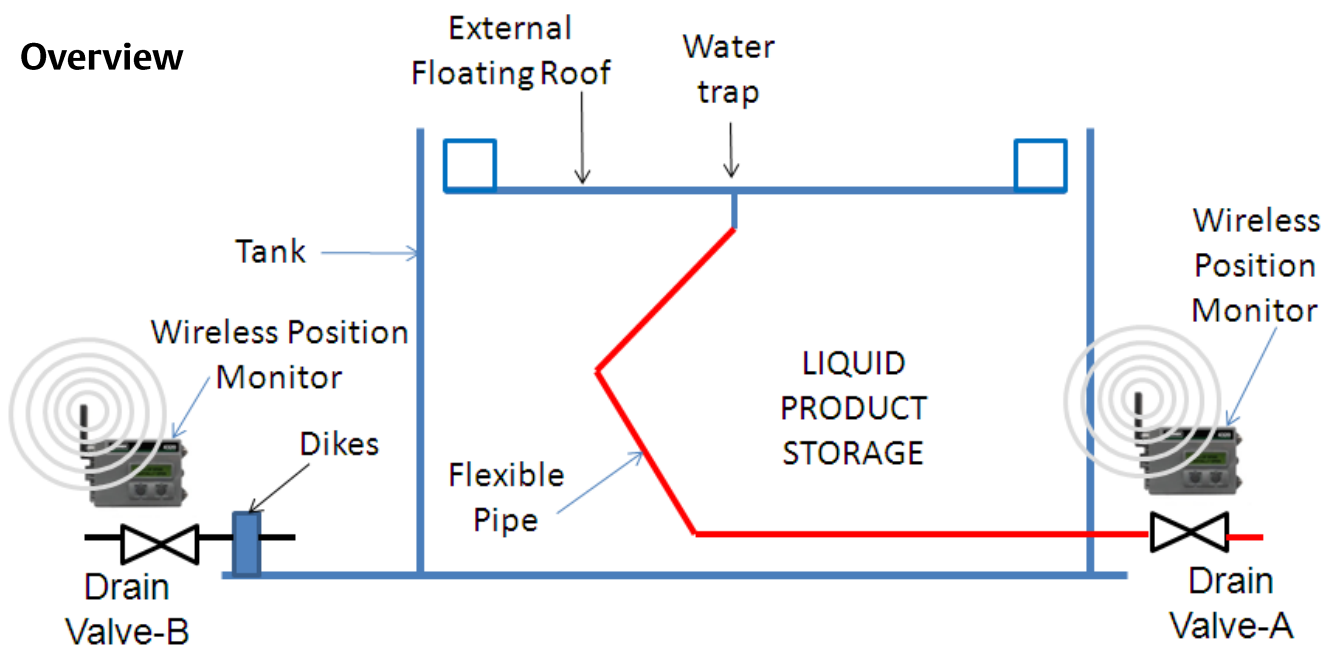 Overview
External
Floating Roof
Water
trap
Tank
Wireless
Position
Monitor
Wireless Position
Monitor
Dikes
LIQUID
PRODUCT
STORAGE
Flexible
Pipe
Drain
Valve-B
Drain
Valve-A